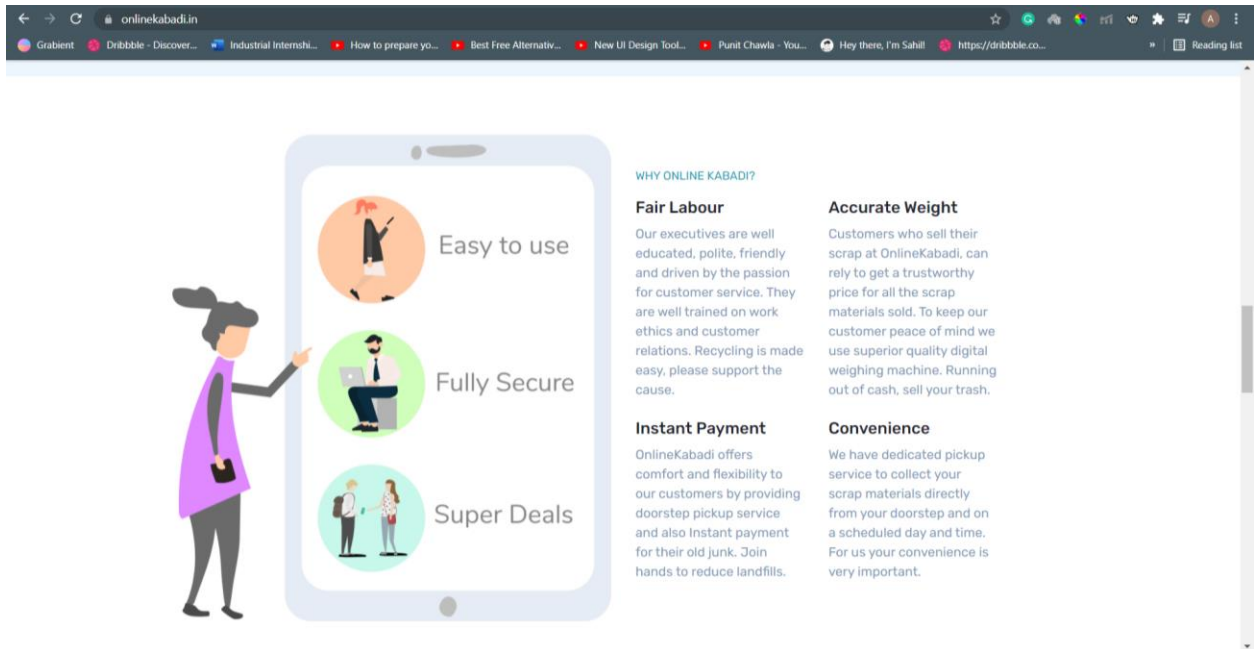 onlinekabadi.in
Grabient
Dribbble - Discover...
Industrial Internshi...
How to prepare yo...
Best Free Alternativ...
New UI Design Tool...
Punit Chawla - You...
Hey there, I'm Sahil!
https://dribbble.co...
»
Reading list
A
Easy to use
Fully Secure
Super Deals
WHY ONLINE KABADI?
Fair Labour
Our executives are well
educated, polite, friendly
and driven by the passion
for customer service. They
are well trained on work
ethics and customer
relations. Recycling is made
easy, please support the
cause.
Accurate Weight
Customers who sell their
scrap at OnlineKabadi, can
rely to get a trustworthy
price for all the scrap
materials sold. To keep our
customer peace of mind we
use superior quality digital
weighing machine. Running
out of cash, sell your trash.
Instant Payment
OnlineKabadi offers
comfort and flexibility to
our customers by providing
doorstep pickup service
and also Instant payment
for their old junk. Join
hands to reduce landfills.
Convenience
We have dedicated pickup
service to collect your
scrap materials directly
from your doorstep and on
a scheduled day and time.
For us your convenience is
very important.